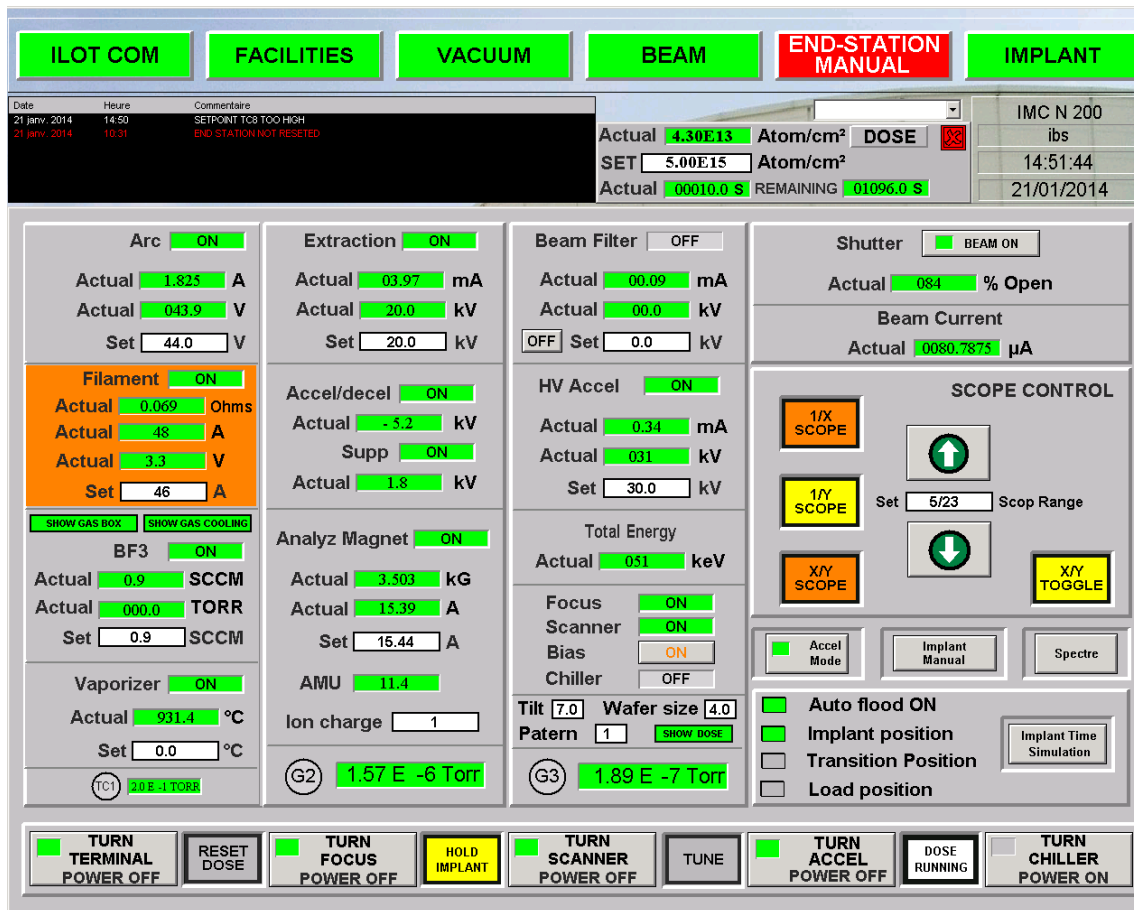 ILOT COM
FACILITIES
VACUUM
BEAM
END-STATION
MANUAL
IMPLANT
Date Heure Commentaire
21 janv. 2014 14:50 SETPOINT TC8 TOO HIGH
21 janv. 2014 10:31 END STATION NOT RESETED
Actual 4.30E13 Atom/cm² DOSE
SET 5.00E15 Atom/cm²
Actual 00010.0 S REMAINING 01096.0 S
IMC N 200
ibs
14:51:44
21/01/2014
Arc ON
Actual 1.825 A
Actual 043.9 V
Set 44.0 V
Filament ON
Actual 0.069 Ohms
Actual 48 A
Actual 3.3 V
Set 46 A
SHOW GAS BOX SHOW GAS COOLING
BF3 ON
Actual 0.9 SCCM
Actual 000.0 TORR
Set 0.9 SCCM
Vaporizer ON
Actual 931.4 °C
Set 0.0 °C
TC1 2.0 E -1 TORR
Extraction ON
Actual 03.97 mA
Actual 20.0 kV
Set 20.0 kV
Accel/decel ON
Actual - 5.2 kV
Supp ON
Actual 1.8 kV
Analyz Magnet ON
Actual 3.503 kG
Actual 15.39 A
Set 15.44 A
AMU 11.4
Ion charge 1
G2 1.57 E -6 Torr
Beam Filter OFF
Actual 00.09 mA
Actual 00.0 kV
OFF Set 0.0 kV
HV Accel ON
Actual 0.34 mA
Actual 031 kV
Set 30.0 kV
Total Energy
Actual 051 keV
Focus ON
Scanner ON
Bias ON
Chiller OFF
Tilt 7.0 Wafer size 4.0
Patern 1 SHOW DOSE
G3 1.89 E -7 Torr
Shutter BEAM ON
Actual 084 % Open
Beam Current
Actual 0080.7875 µA
SCOPE CONTROL
1/X
SCOPE
1/Y
SCOPE
Set 5/23 Scop Range
X/Y
SCOPE
X/Y
TOGGLE
Accel
Mode
Implant
Manual
Spectre
Auto flood ON
Implant position
Transition Position
Load position
Implant Time
Simulation
TURN
TERMINAL
POWER OFF
RESET
DOSE
TURN
FOCUS
POWER OFF
HOLD
IMPLANT
TURN
SCANNER
POWER OFF
TUNE
TURN
ACCEL
POWER OFF
DOSE
RUNNING
TURN
CHILLER
POWER ON